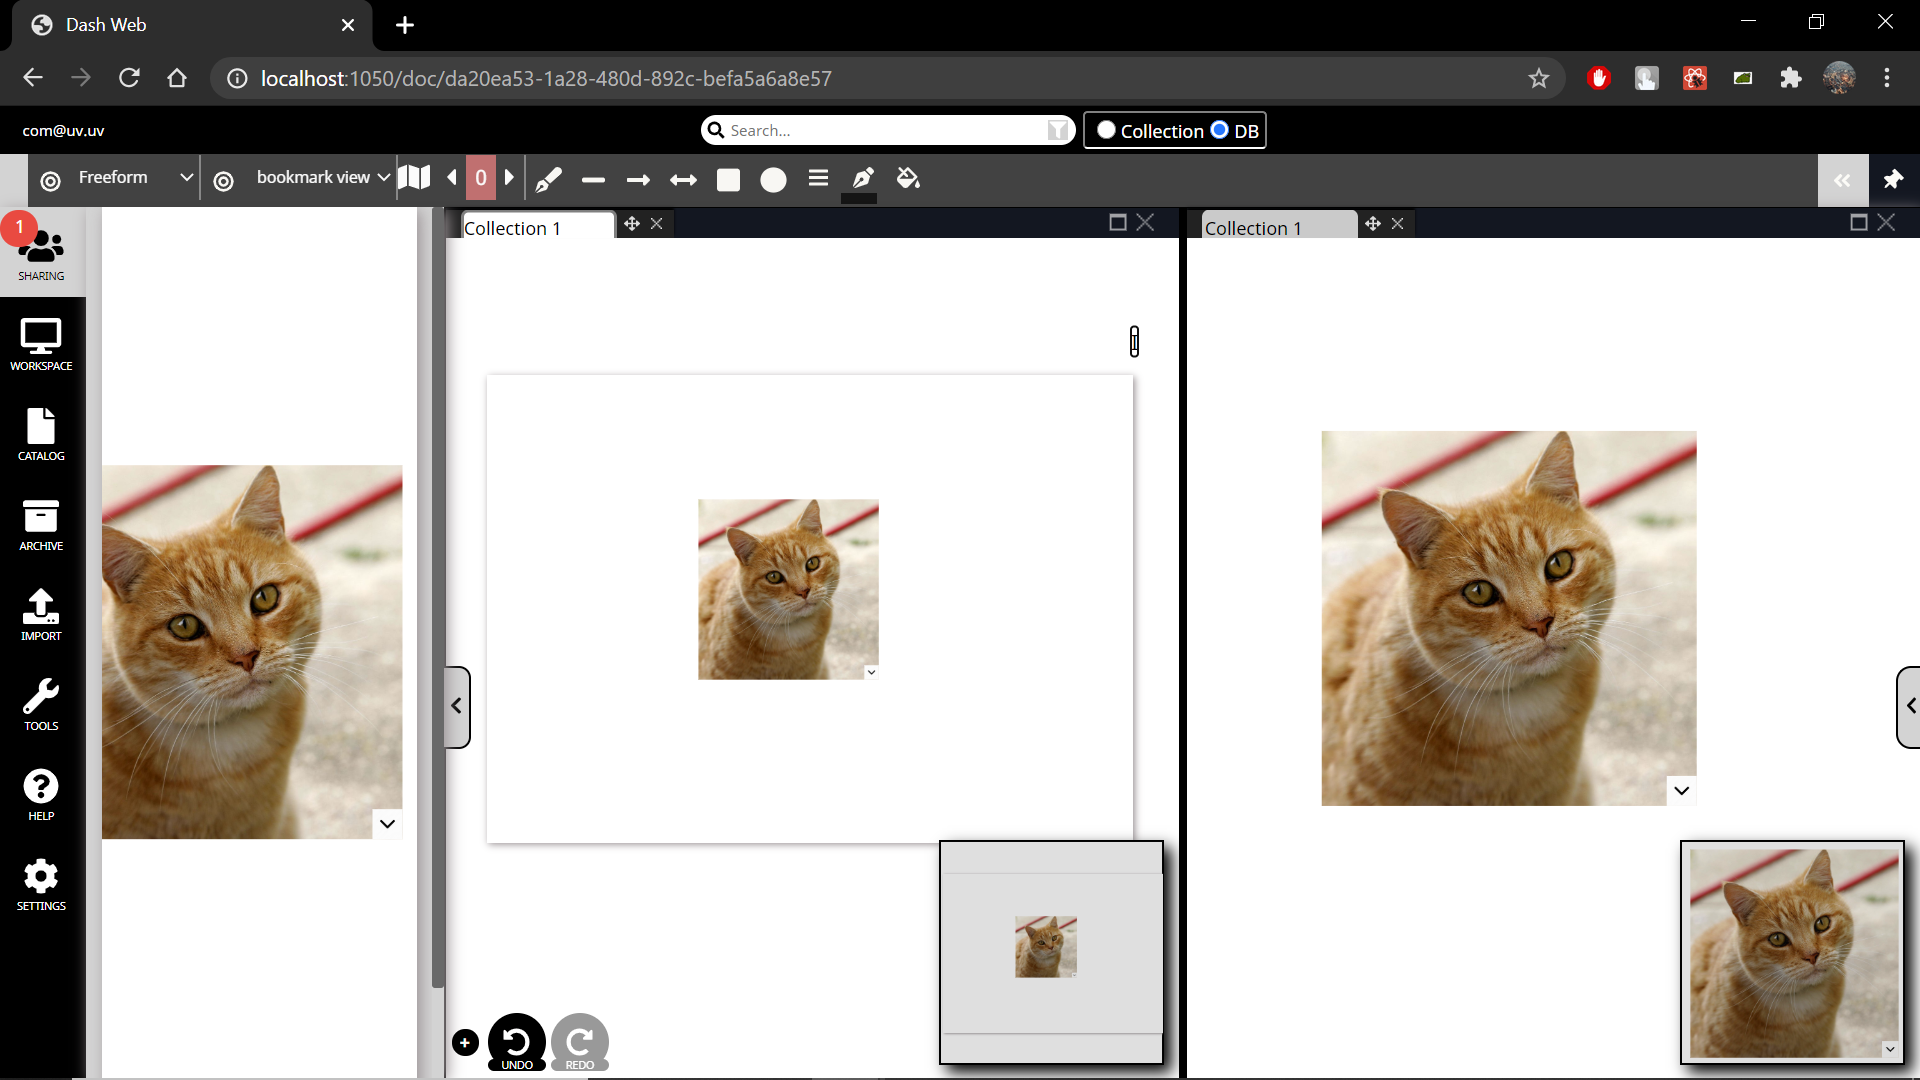 Dash Web
localhost:1050/doc/da20ea53-1a28-480d-892c-befa5a6a8e57
com@uv.uv
Search...
Collection
DB
Freeform
bookmark view
0
1
SHARING
WORKSPACE
CATALOG
ARCHIVE
IMPORT
TOOLS
HELP
SETTINGS
Collection 1
Collection 1
UNDO
REDO